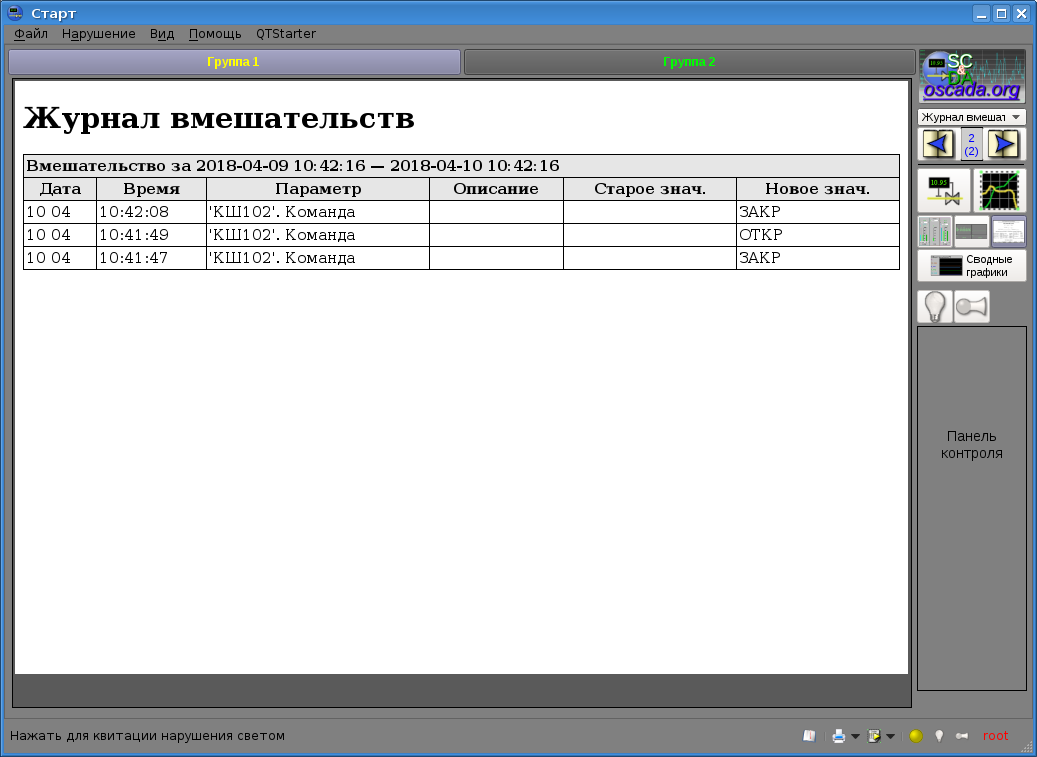 Старт
Файл Нарушение Вид Помощь QTStarter
Группа 1 Группа 2
SC & DA
oscada.org
Журнал вмешат
2
(2)
10.95
Сводные
графики
Панель
контроля
Журнал вмешательств
Вмешательство за 2018-04-09 10:42:16 — 2018-04-10 10:42:16
Дата Время Параметр Описание Старое знач. Новое знач.
10 04 10:42:08 'КШ102'. Команда ЗАКР
10 04 10:41:49 'КШ102'. Команда ОТКР
10 04 10:41:47 'КШ102'. Команда ЗАКР
Нажать для квитации нарушения светом root